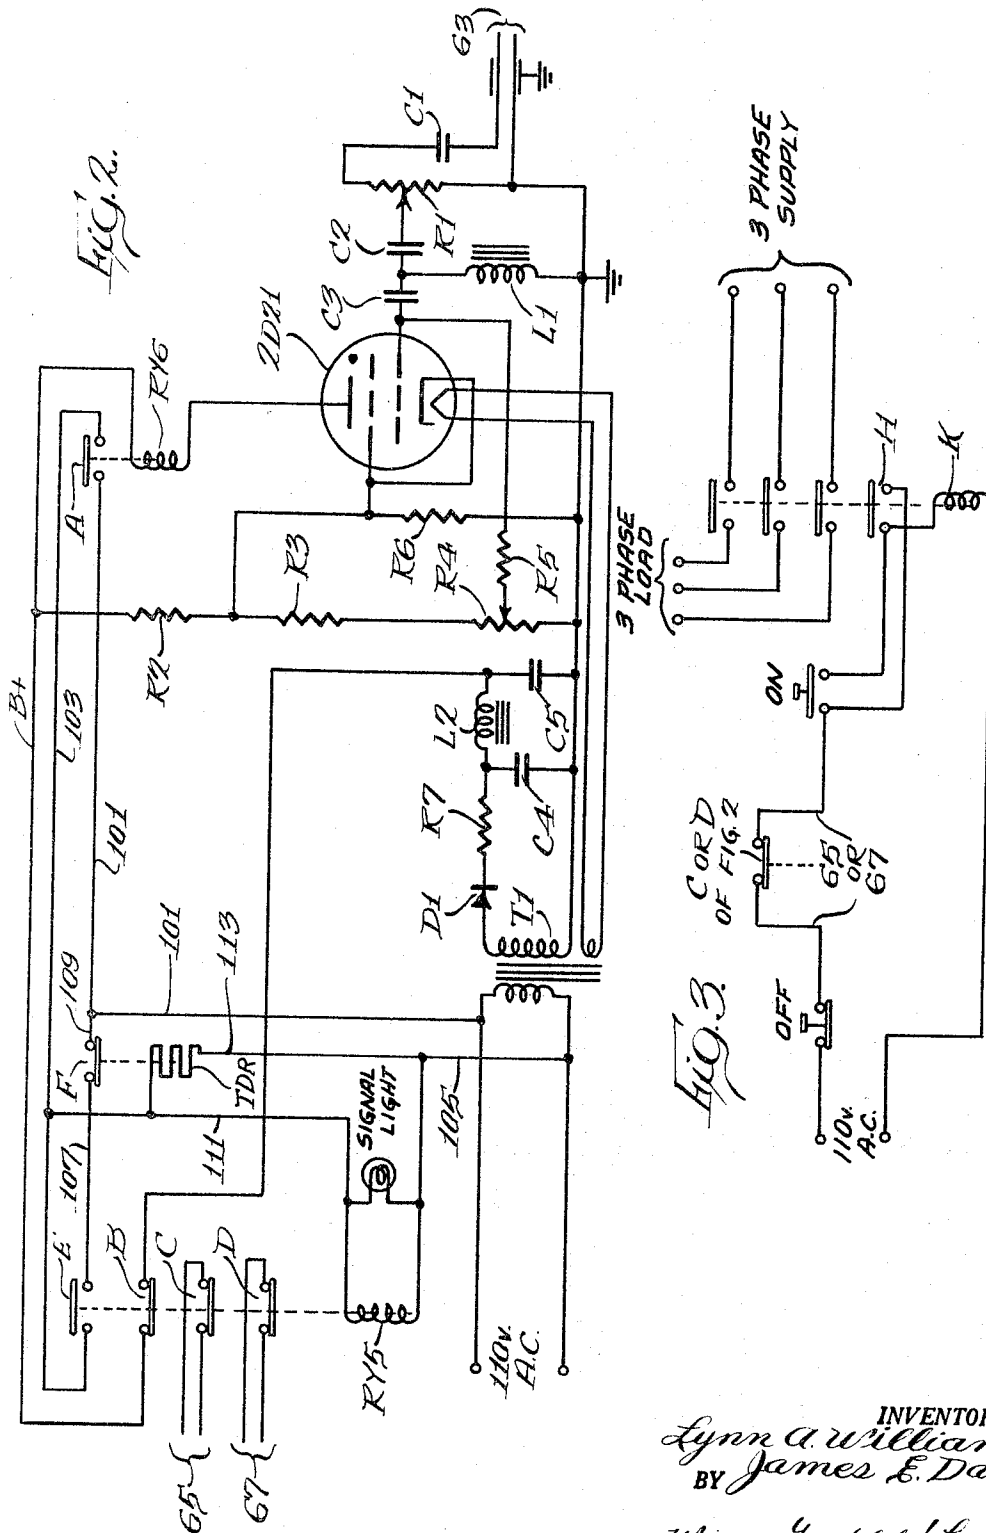 Fig. 2.
B+
103
101
A
RY6
2D21
C3
C2
C1
63
R1
L1
R2
R3
R6
R4
R5
E
107
F
109
B
C
D
65
67
111
TDR
113
101
SIGNAL
LIGHT
105
RY5
110v.
A.C.
D1
R7
L2
C4
C5
T1
Fig. 3.
3 PHASE
SUPPLY
3 PHASE
LOAD
H
K
ON
C OR D
OF FIG. 2
65
OR
67
OFF
110v.
A.C.
INVENTOR
Lynn A. William
BY James E. Da